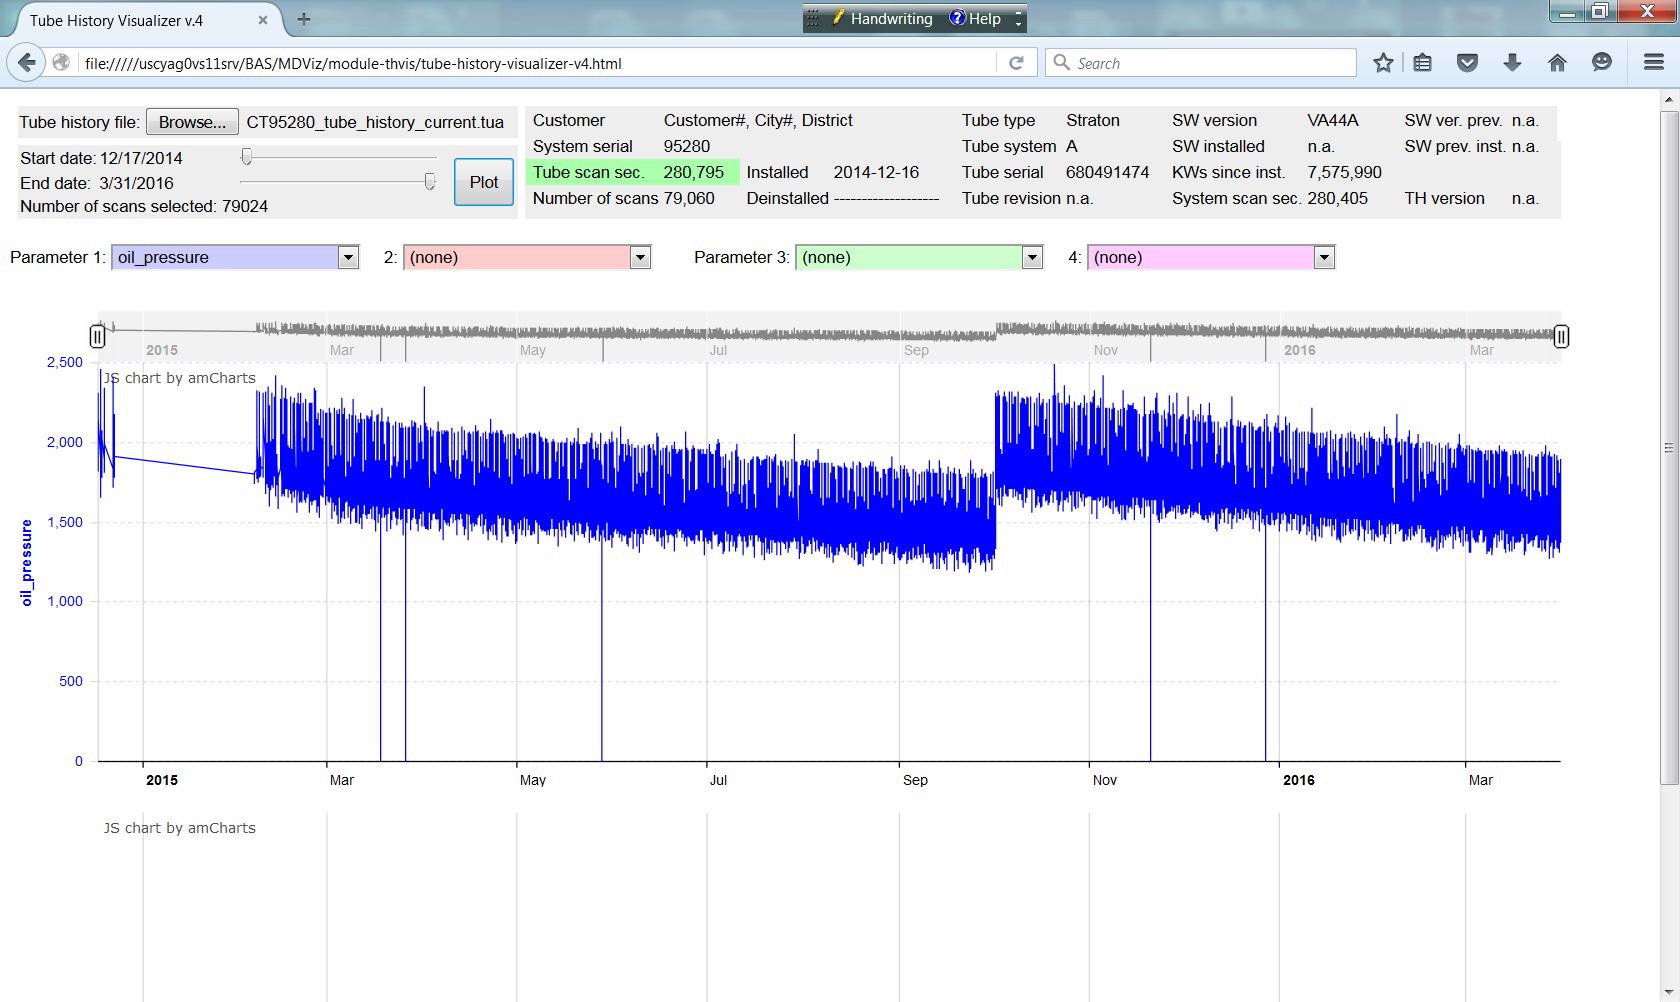 Tube History Visualizer v.4
Handwriting Help
file://///uscyag0vs11srv/BAS/MDViz/module-thvis/tube-history-visualizer-v4.html
Search
Tube history file: Browse... CT95280_tube_history_current.tua
Start date: 12/17/2014
End date: 3/31/2016
Number of scans selected: 79024
Plot
Customer Customer#, City#, District Tube type Straton SW version VA44A SW ver. prev. n.a.
System serial 95280 Tube system A SW installed n.a. SW prev. inst. n.a.
Tube scan sec. 280,795 Installed 2014-12-16 Tube serial 680491474 KWs since inst. 7,575,990
Number of scans 79,060 Deinstalled ------------------- Tube revision n.a. System scan sec. 280,405 TH version n.a.
Parameter 1: oil_pressure 2: (none) Parameter 3: (none) 4: (none)
2015 Mar May Jul Sep Nov 2016 Mar
JS chart by amCharts
2,500
2,000
1,500
1,000
500
0
oil_pressure
2015 Mar May Jul Sep Nov 2016 Mar
JS chart by amCharts